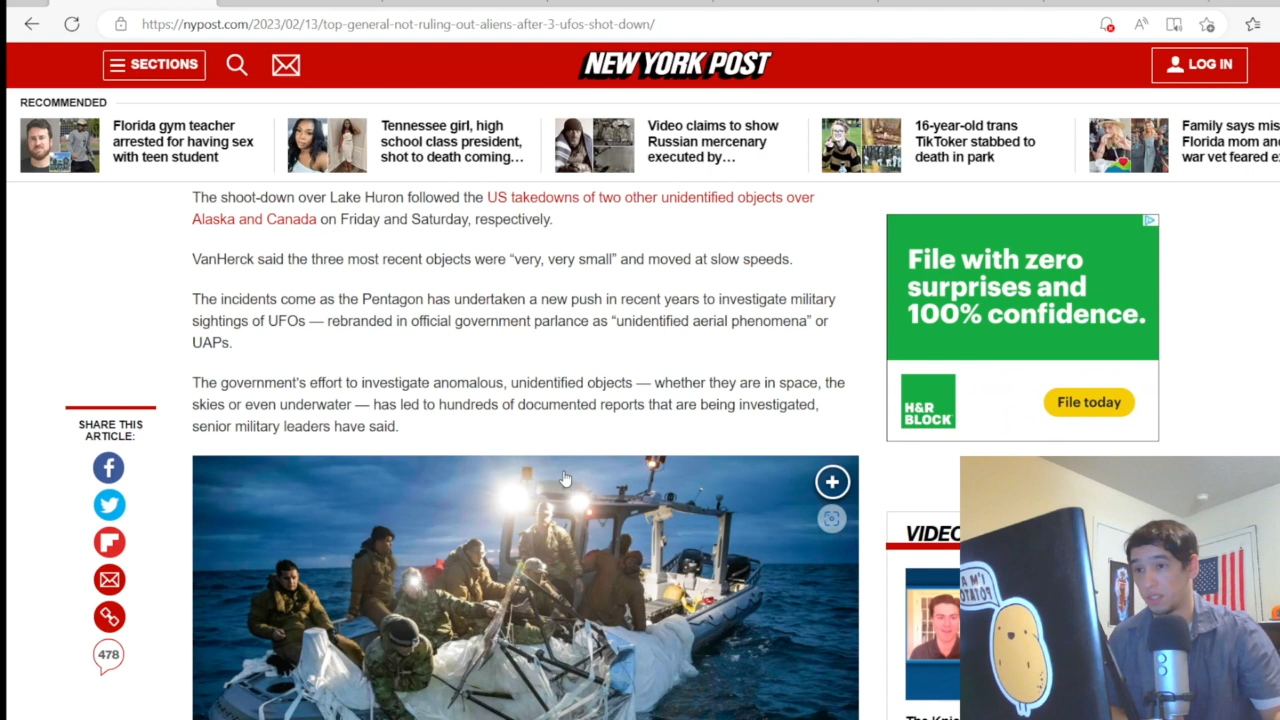 https://nypost.com/2023/02/13/top-general-not-ruling-out-aliens-after-3-ufos-shot-down/
SECTIONS
NEW YORK POST
LOG IN
RECOMMENDED
Florida gym teacher
arrested for having sex
with teen student
Tennessee girl, high
school class president,
shot to death coming...
Video claims to show
Russian mercenary
executed by...
16-year-old trans
TikToker stabbed to
death in park
Family says mis
Florida mom an
war vet feared e
The shoot-down over Lake Huron followed the US takedowns of two other unidentified objects over
Alaska and Canada on Friday and Saturday, respectively.
VanHerck said the three most recent objects were “very, very small” and moved at slow speeds.
The incidents come as the Pentagon has undertaken a new push in recent years to investigate military
sightings of UFOs — rebranded in official government parlance as “unidentified aerial phenomena” or
UAPs.
The government’s effort to investigate anomalous, unidentified objects — whether they are in space, the
skies or even underwater — has led to hundreds of documented reports that are being investigated,
senior military leaders have said.
SHARE THIS
ARTICLE:
478
File with zero
surprises and
100% confidence.
H&R
BLOCK
File today
VIDEO
I'M A
POTATO